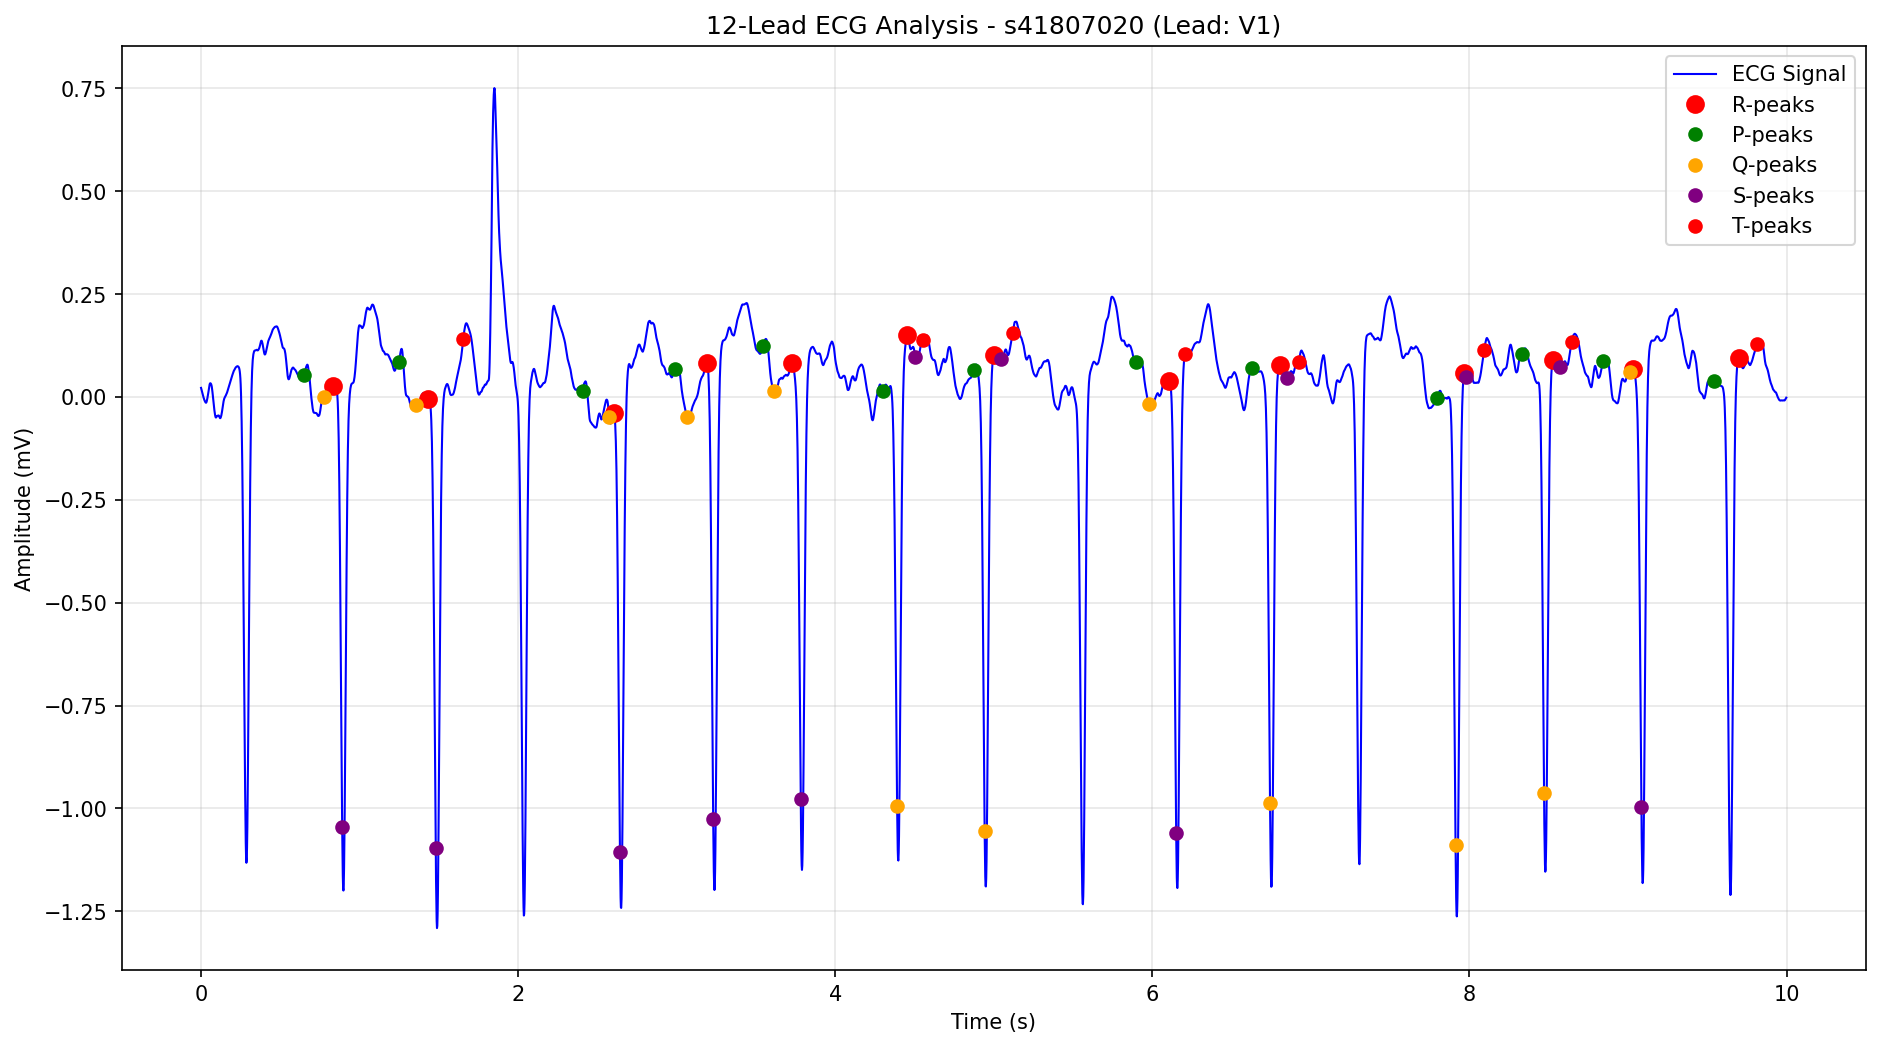 12-Lead ECG Analysis - s41807020 (Lead: V1)
ECG Signal
R-peaks
P-peaks
Q-peaks
S-peaks
T-peaks
Amplitude (mV)
0.75
0.50
0.25
0.00
−0.25
−0.50
−0.75
−1.00
−1.25
0 2 4 6 8 10
Time (s)